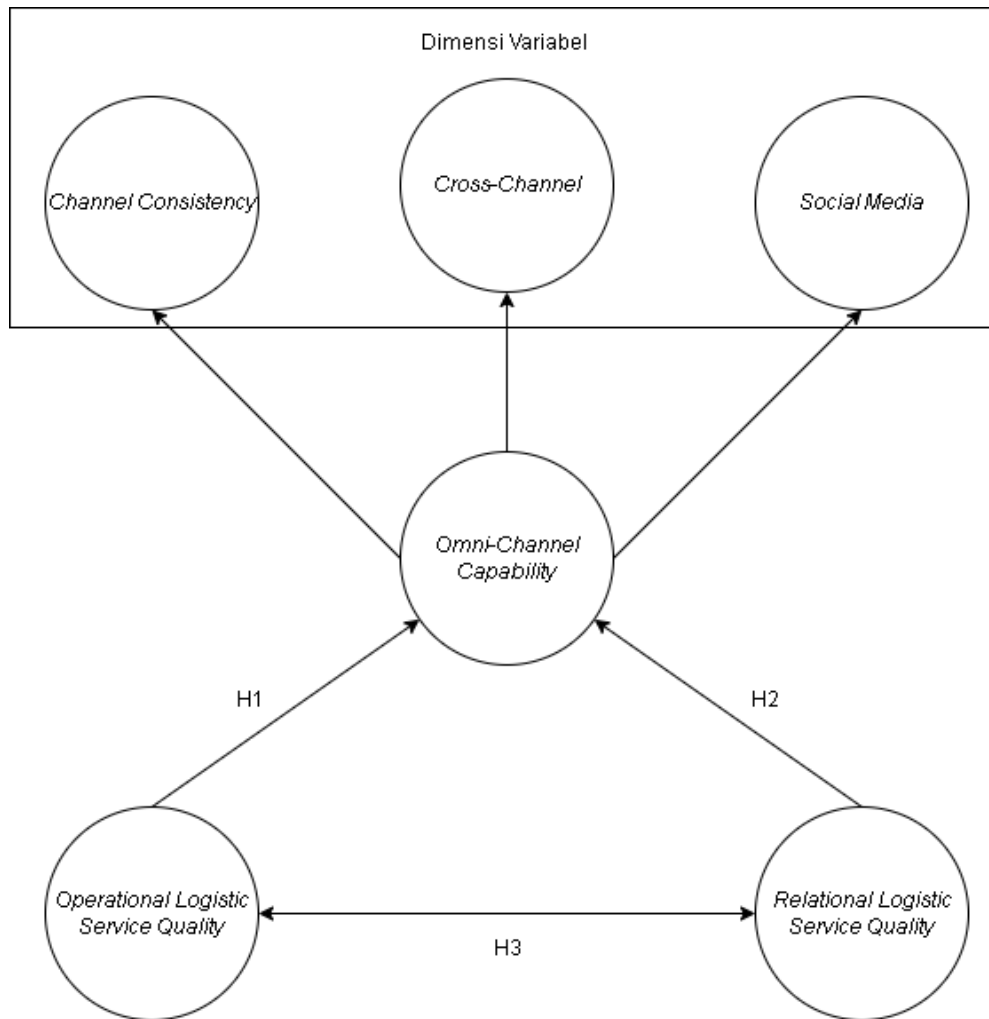 Dimensi Variabel
Channel Consistency
Cross-Channel
Social Media
Omni-Channel
Capability
H1
H2
Operational Logistic
Service Quality
Relational Logistic
Service Quality
H3